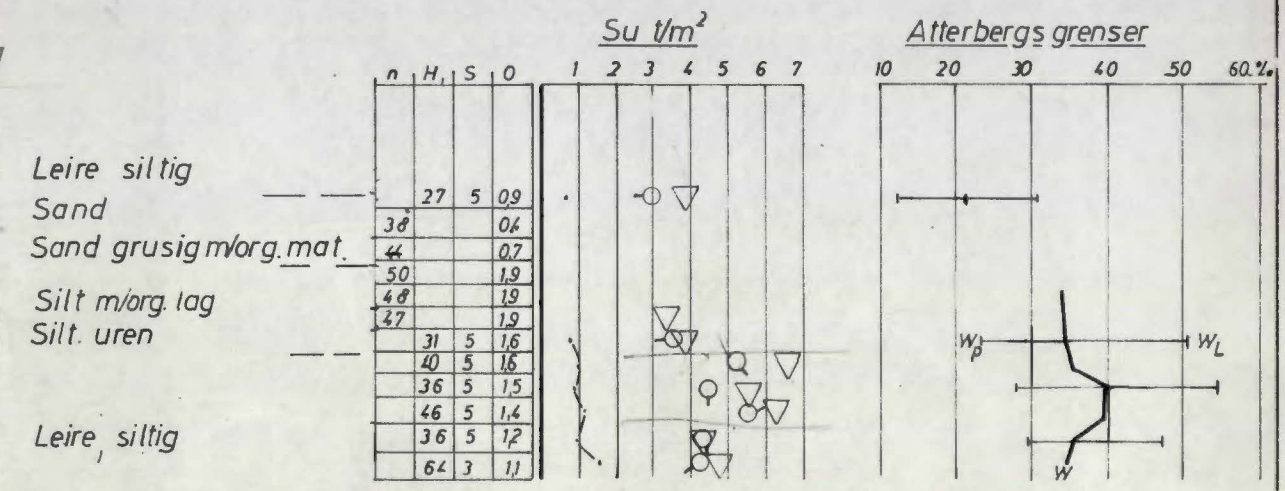 Su t/m²
Atterbergs grenser
n H₁ S O
1 2 3 4 5 6 7
10 20 30 40 50 60 %.
Leire siltig
27 5 0,9
Sand
38
Sand grusig m/org. mat.
44 0,7
50 1,9
Silt m/org. lag
48 1,9
47 1,9
Silt. uren
31 5 1,6
Wp WL
40 5 1,6
36 5 1,5
46 5 1,4
Leire, siltig
36 5 1,2
3 1,1
W